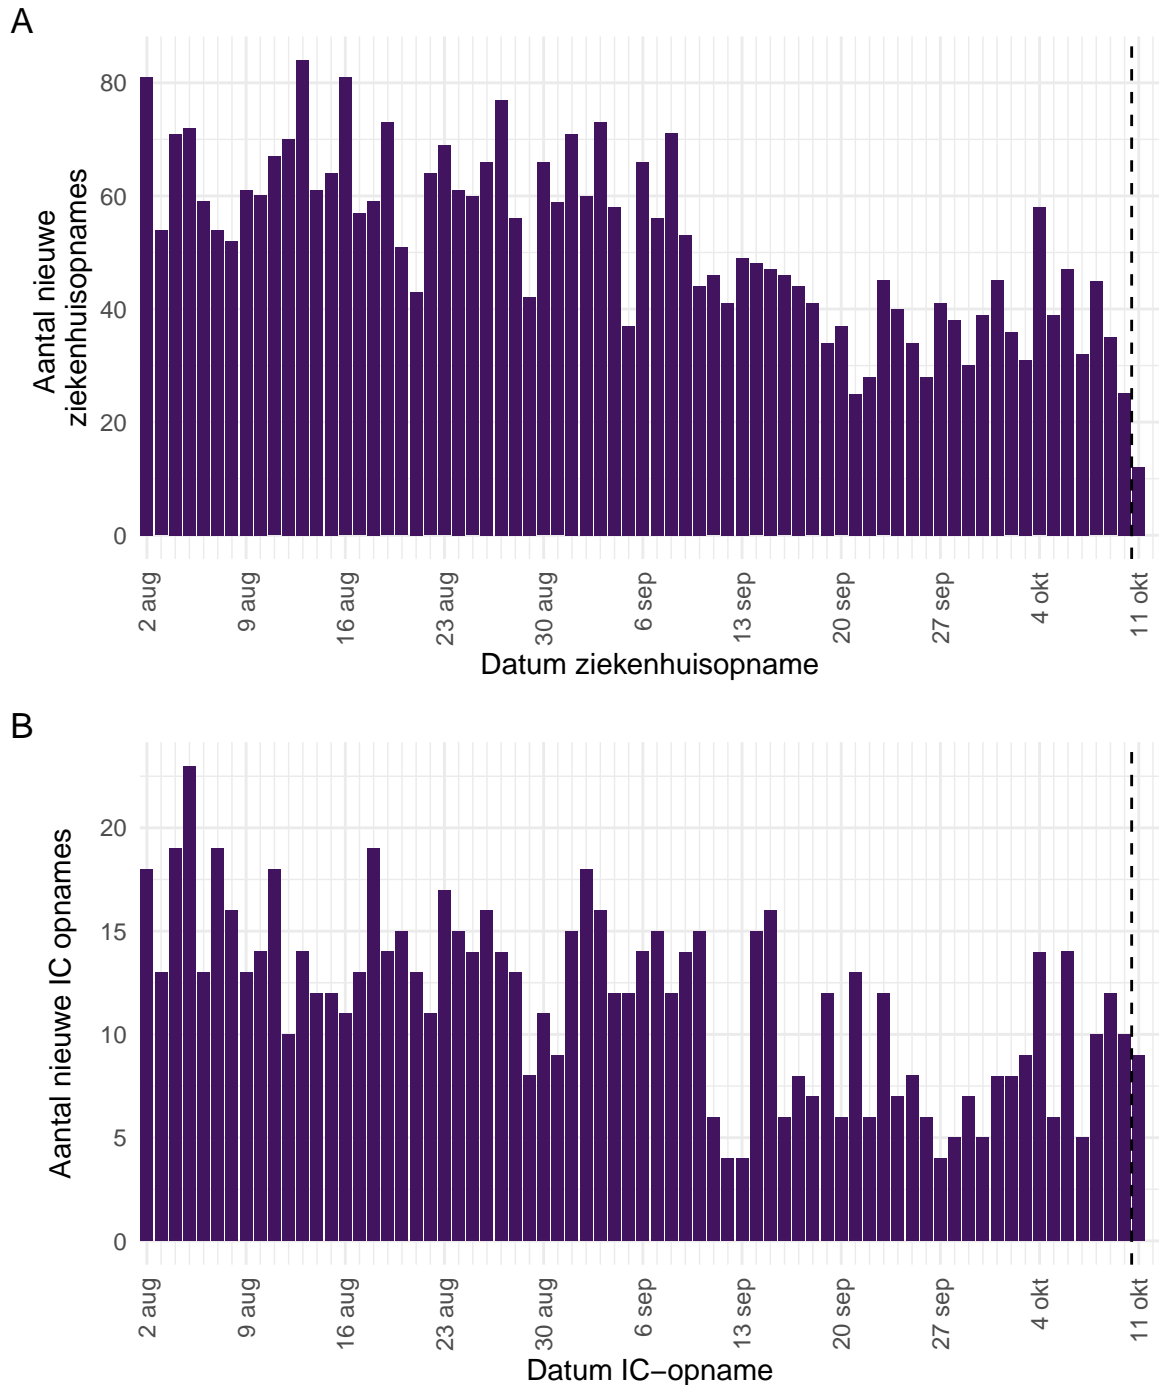 A
80
60
40
20
0
Aantal nieuwe
ziekenhuisopnames
2 aug
9 aug
16 aug
23 aug
30 aug
6 sep
13 sep
20 sep
27 sep
4 okt
11 okt
Datum ziekenhuisopname
B
20
15
10
5
0
Aantal nieuwe IC opnames
2 aug
9 aug
16 aug
23 aug
30 aug
6 sep
13 sep
20 sep
27 sep
4 okt
11 okt
Datum IC−opname